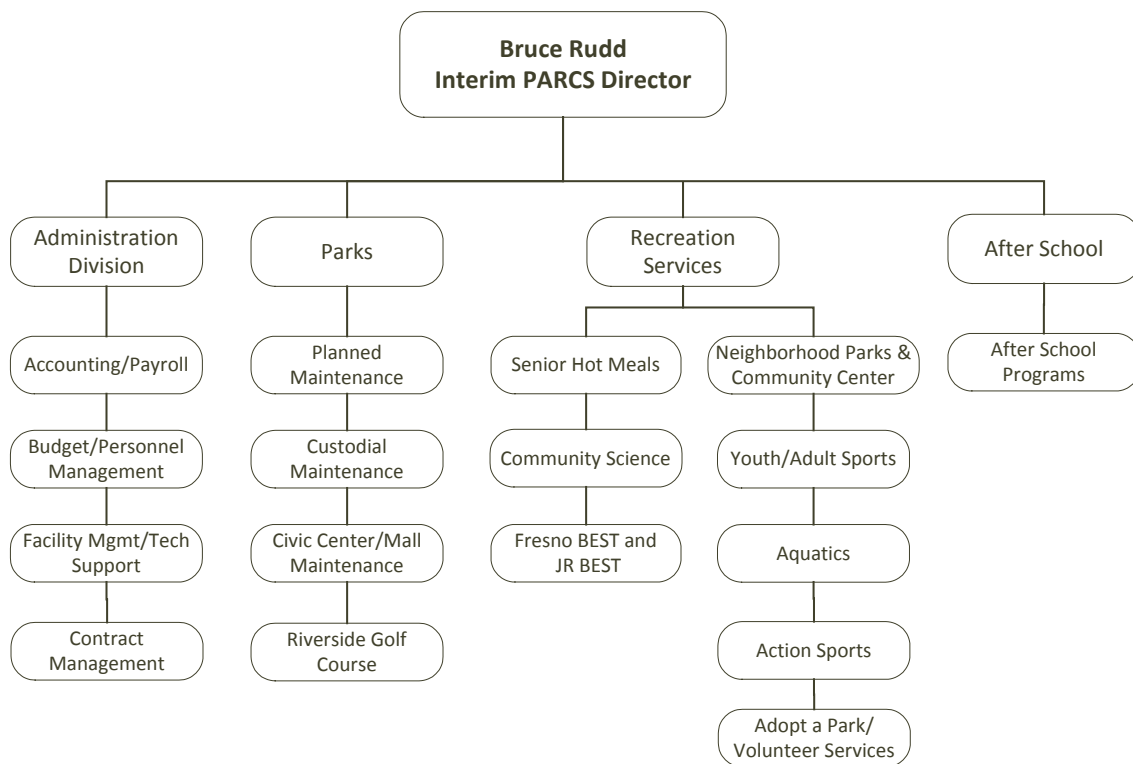 Bruce Rudd
Interim PARCS Director
Administration
Division
Parks
Recreation
Services
After School
Accounting/Payroll
Planned
Maintenance
Senior Hot Meals
Neighborhood Parks &
Community Center
After School
Programs
Budget/Personnel
Management
Custodial
Maintenance
Community Science
Youth/Adult Sports
Facility Mgmt/Tech
Support
Civic Center/Mall
Maintenance
Fresno BEST and
JR BEST
Aquatics
Contract
Management
Riverside Golf
Course
Action Sports
Adopt a Park/
Volunteer Services